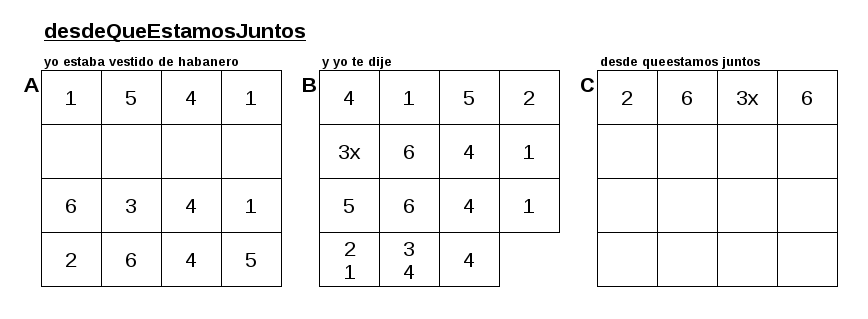 desdeQueEstamosJuntos
yo estaba vestido de habanero
A
1 5 4 1
6 3 4 1
2 6 4 5
y yo te dije
B
4 1 5 2
3x 6 4 1
5 6 4 1
2 3 4
1 4
desde queestamos juntos
C
2 6 3x 6